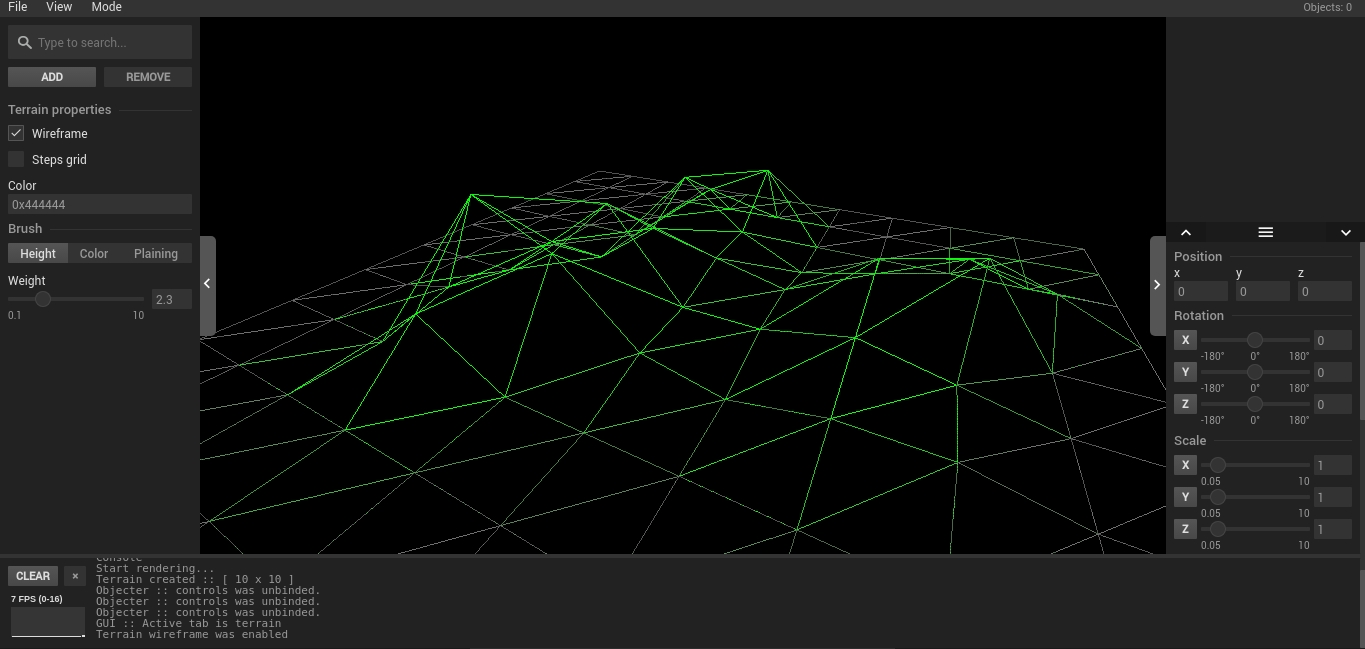 File View Mode Objects: 0
Type to search...
ADD REMOVE
Terrain properties
Wireframe
Steps grid
Color
0x444444
Brush
Height Color Plaining
Weight
2.3
0.1 10
Position
x y z
0 0 0
Rotation
X 0
-180° 0° 180°
Y 0
-180° 0° 180°
Z 0
-180° 0° 180°
Scale
X 1
0.05 10
Y 1
0.05 10
Z 1
0.05 10
CLEAR ×
7 FPS (0-16)
Console
Start rendering...
Terrain created :: [ 10 x 10 ]
Objecter :: controls was unbinded.
Objecter :: controls was unbinded.
Objecter :: controls was unbinded.
GUI :: Active tab is terrain
Terrain wireframe was enabled